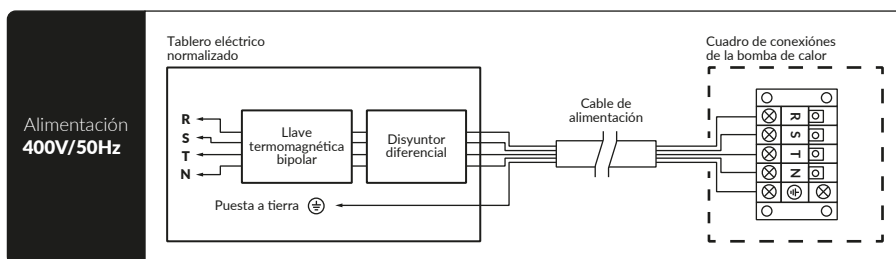 Alimentación
400V/50Hz
Tablero eléctrico
normalizado
R
S
T
N
Llave
termomagnética
bipolar
Disyuntor
diferencial
Puesta a tierra
Cable de
alimentación
Cuadro de conexiónes
de la bomba de calor
R
S
T
N